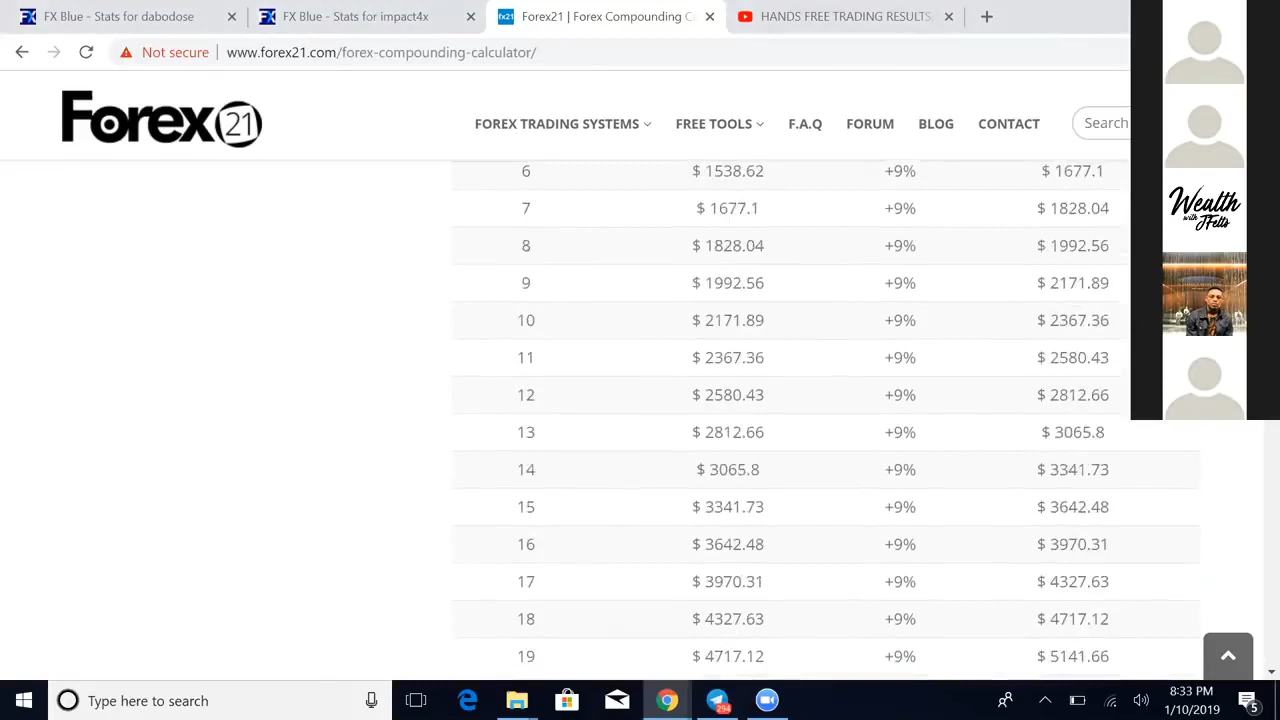 FX Blue - Stats for dabodose
FX Blue - Stats for impact4x
fx21 Forex21 | Forex Compounding C
HANDS FREE TRADING RESULTS
Not secure
www.forex21.com/forex-compounding-calculator/
Forex 21
FOREX TRADING SYSTEMS FREE TOOLS F.A.Q FORUM BLOG CONTACT Search
6 $ 1538.62 +9% $ 1677.1
7 $ 1677.1 +9% $ 1828.04
8 $ 1828.04 +9% $ 1992.56
9 $ 1992.56 +9% $ 2171.89
10 $ 2171.89 +9% $ 2367.36
11 $ 2367.36 +9% $ 2580.43
12 $ 2580.43 +9% $ 2812.66
13 $ 2812.66 +9% $ 3065.8
14 $ 3065.8 +9% $ 3341.73
15 $ 3341.73 +9% $ 3642.48
16 $ 3642.48 +9% $ 3970.31
17 $ 3970.31 +9% $ 4327.63
18 $ 4327.63 +9% $ 4717.12
19 $ 4717.12 +9% $ 5141.66
Wealth
with JFelts
Type here to search
294
8:33 PM
1/10/2019
5